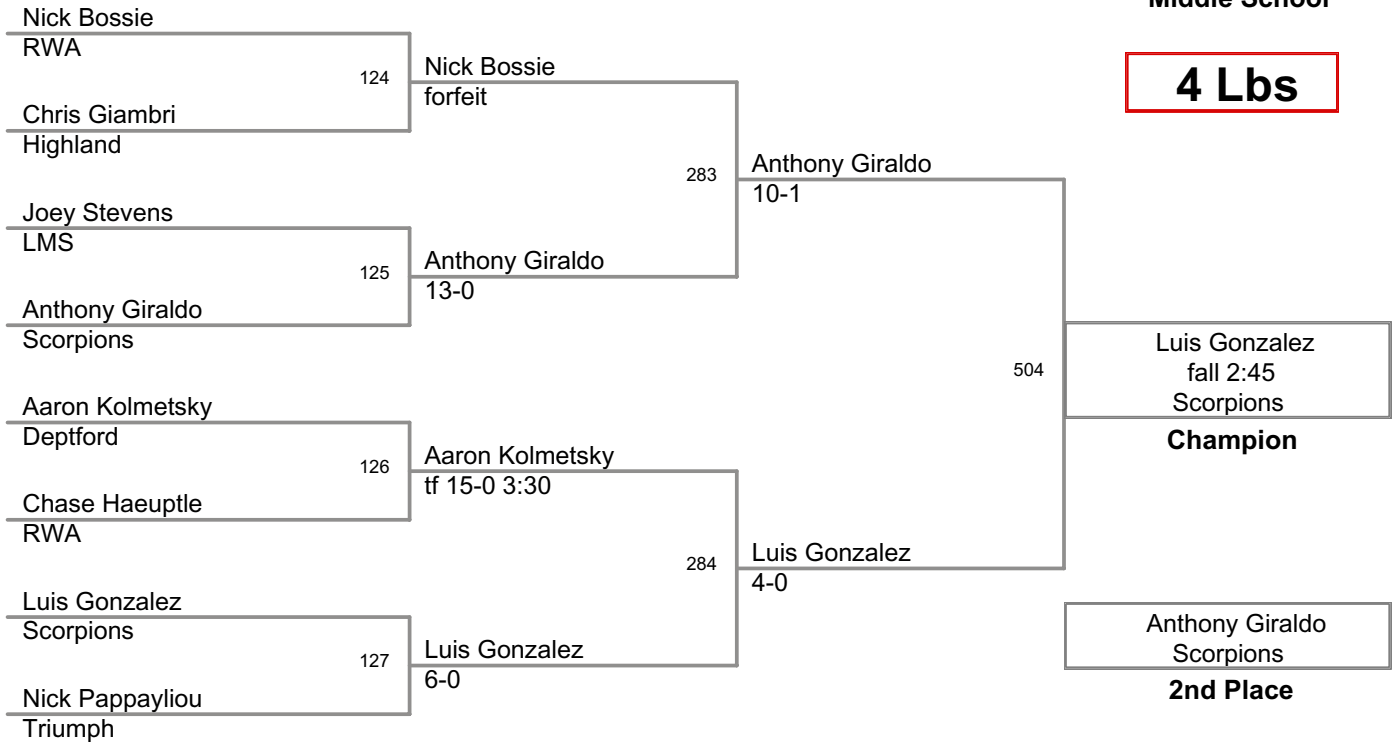 Middle School
4 Lbs
Nick Bossie
RWA
124
Chris Giambri
Highland
Nick Bossie
forfeit
Joey Stevens
LMS
125
Anthony Giraldo
Scorpions
Anthony Giraldo
13-0
283
Anthony Giraldo
10-1
Aaron Kolmetsky
Deptford
126
Chase Haeuptle
RWA
Aaron Kolmetsky
tf 15-0 3:30
Luis Gonzalez
Scorpions
127
Nick Pappayliou
Triumph
Luis Gonzalez
6-0
284
Luis Gonzalez
4-0
504
Luis Gonzalez
fall 2:45
Scorpions
Champion
Anthony Giraldo
Scorpions
2nd Place